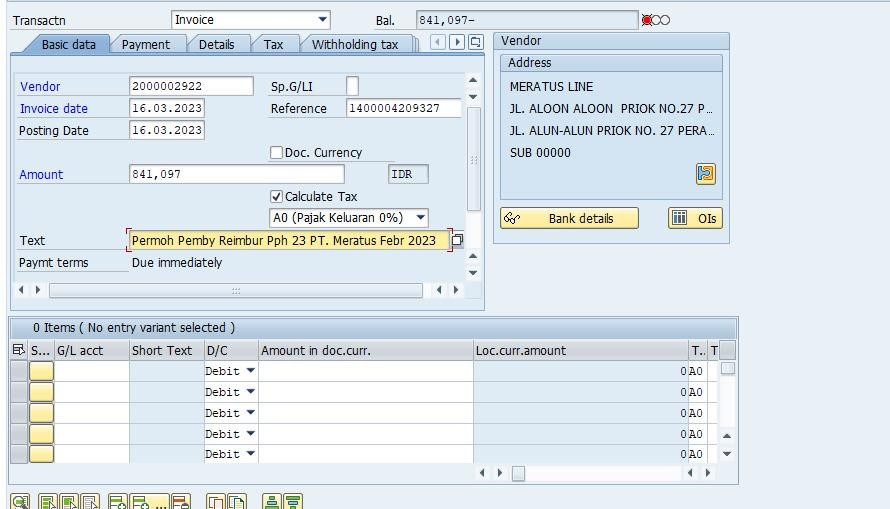 Transactn Invoice Bal. 841,097-
Basic data Payment Details Tax Withholding tax
Vendor 2000002922 Sp.G/LI
Invoice date 16.03.2023 Reference 1400004209327
Posting Date 16.03.2023
Doc. Currency
Amount 841,097 IDR
Calculate Tax
A0 (Pajak Keluaran 0%)
Text Permoh Pemby Reimbur Pph 23 PT. Meratus Febr 2023
Paymt terms Due immediately
Vendor
Address
MERATUS LINE
JL. ALOON ALOON PRIOK NO.27 P...
JL. ALUN-ALUN PRIOK NO. 27 PERA...
SUB 00000
Bank details OIs
0 Items ( No entry variant selected )
S... G/L acct Short Text D/C Amount in doc.curr. Loc.curr.amount T.. T
Debit 0 A0
Debit 0 A0
Debit 0 A0
Debit 0 A0
Debit 0 A0